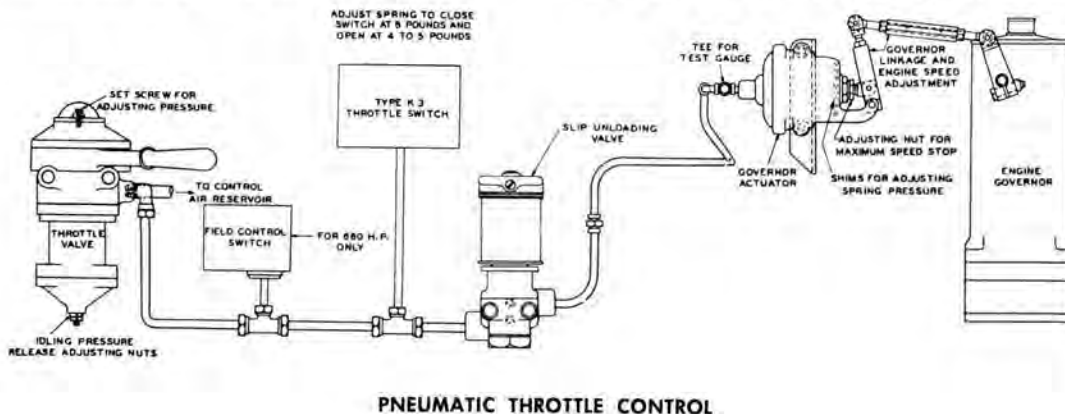 ADJUST SPRING TO CLOSE
SWITCH AT 8 POUNDS AND
OPEN AT 4 TO 5 POUNDS
SET SCREW FOR
ADJUSTING PRESSURE
TYPE K 3
THROTTLE SWITCH
TEE FOR
TEST GAUGE
GOVERNOR
LINKAGE AND
ENGINE SPEED
ADJUSTMENT
SLIP UNLOADING
VALVE
ADJUSTING NUT FOR
MAXIMUM SPEED STOP
GOVERNOR
ACTUATOR
SHIMS FOR ADJUSTING
SPRING PRESSURE
ENGINE
GOVERNOR
TO CONTROL
AIR RESERVOIR
THROTTLE
VALVE
FIELD CONTROL
SWITCH
FOR 660 H.P.
ONLY
IDLING PRESSURE
RELEASE ADJUSTING NUTS
PNEUMATIC THROTTLE CONTROL